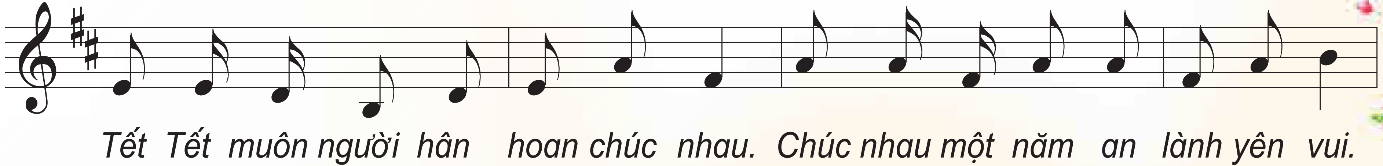 Tết Tết muôn người hân hoan chúc nhau. Chúc nhau một năm an lành yên vui.